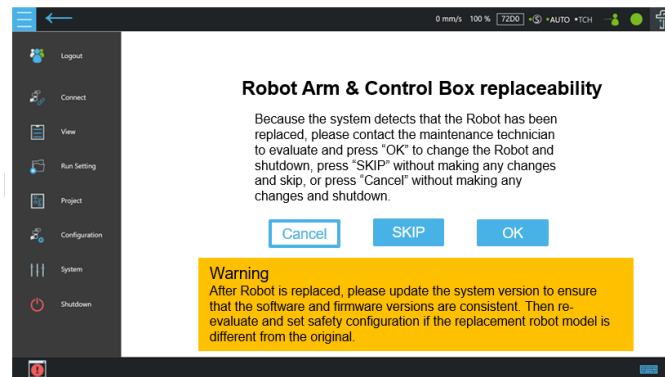 0 mm/s 100 % 72D0 •Ⓢ •AUTO •TCH
Logout
Connect
View
Run Setting
Project
Configuration
System
Shutdown
Robot Arm & Control Box replaceability
Because the system detects that the Robot has been
replaced, please contact the maintenance technician
to evaluate and press “OK” to change the Robot and
shutdown, press “SKIP” without making any changes
and skip, or press “Cancel” without making any
changes and shutdown.
Cancel SKIP OK
Warning
After Robot is replaced, please update the system version to ensure
that the software and firmware versions are consistent. Then re-
evaluate and set safety configuration if the replacement robot model is
different from the original.